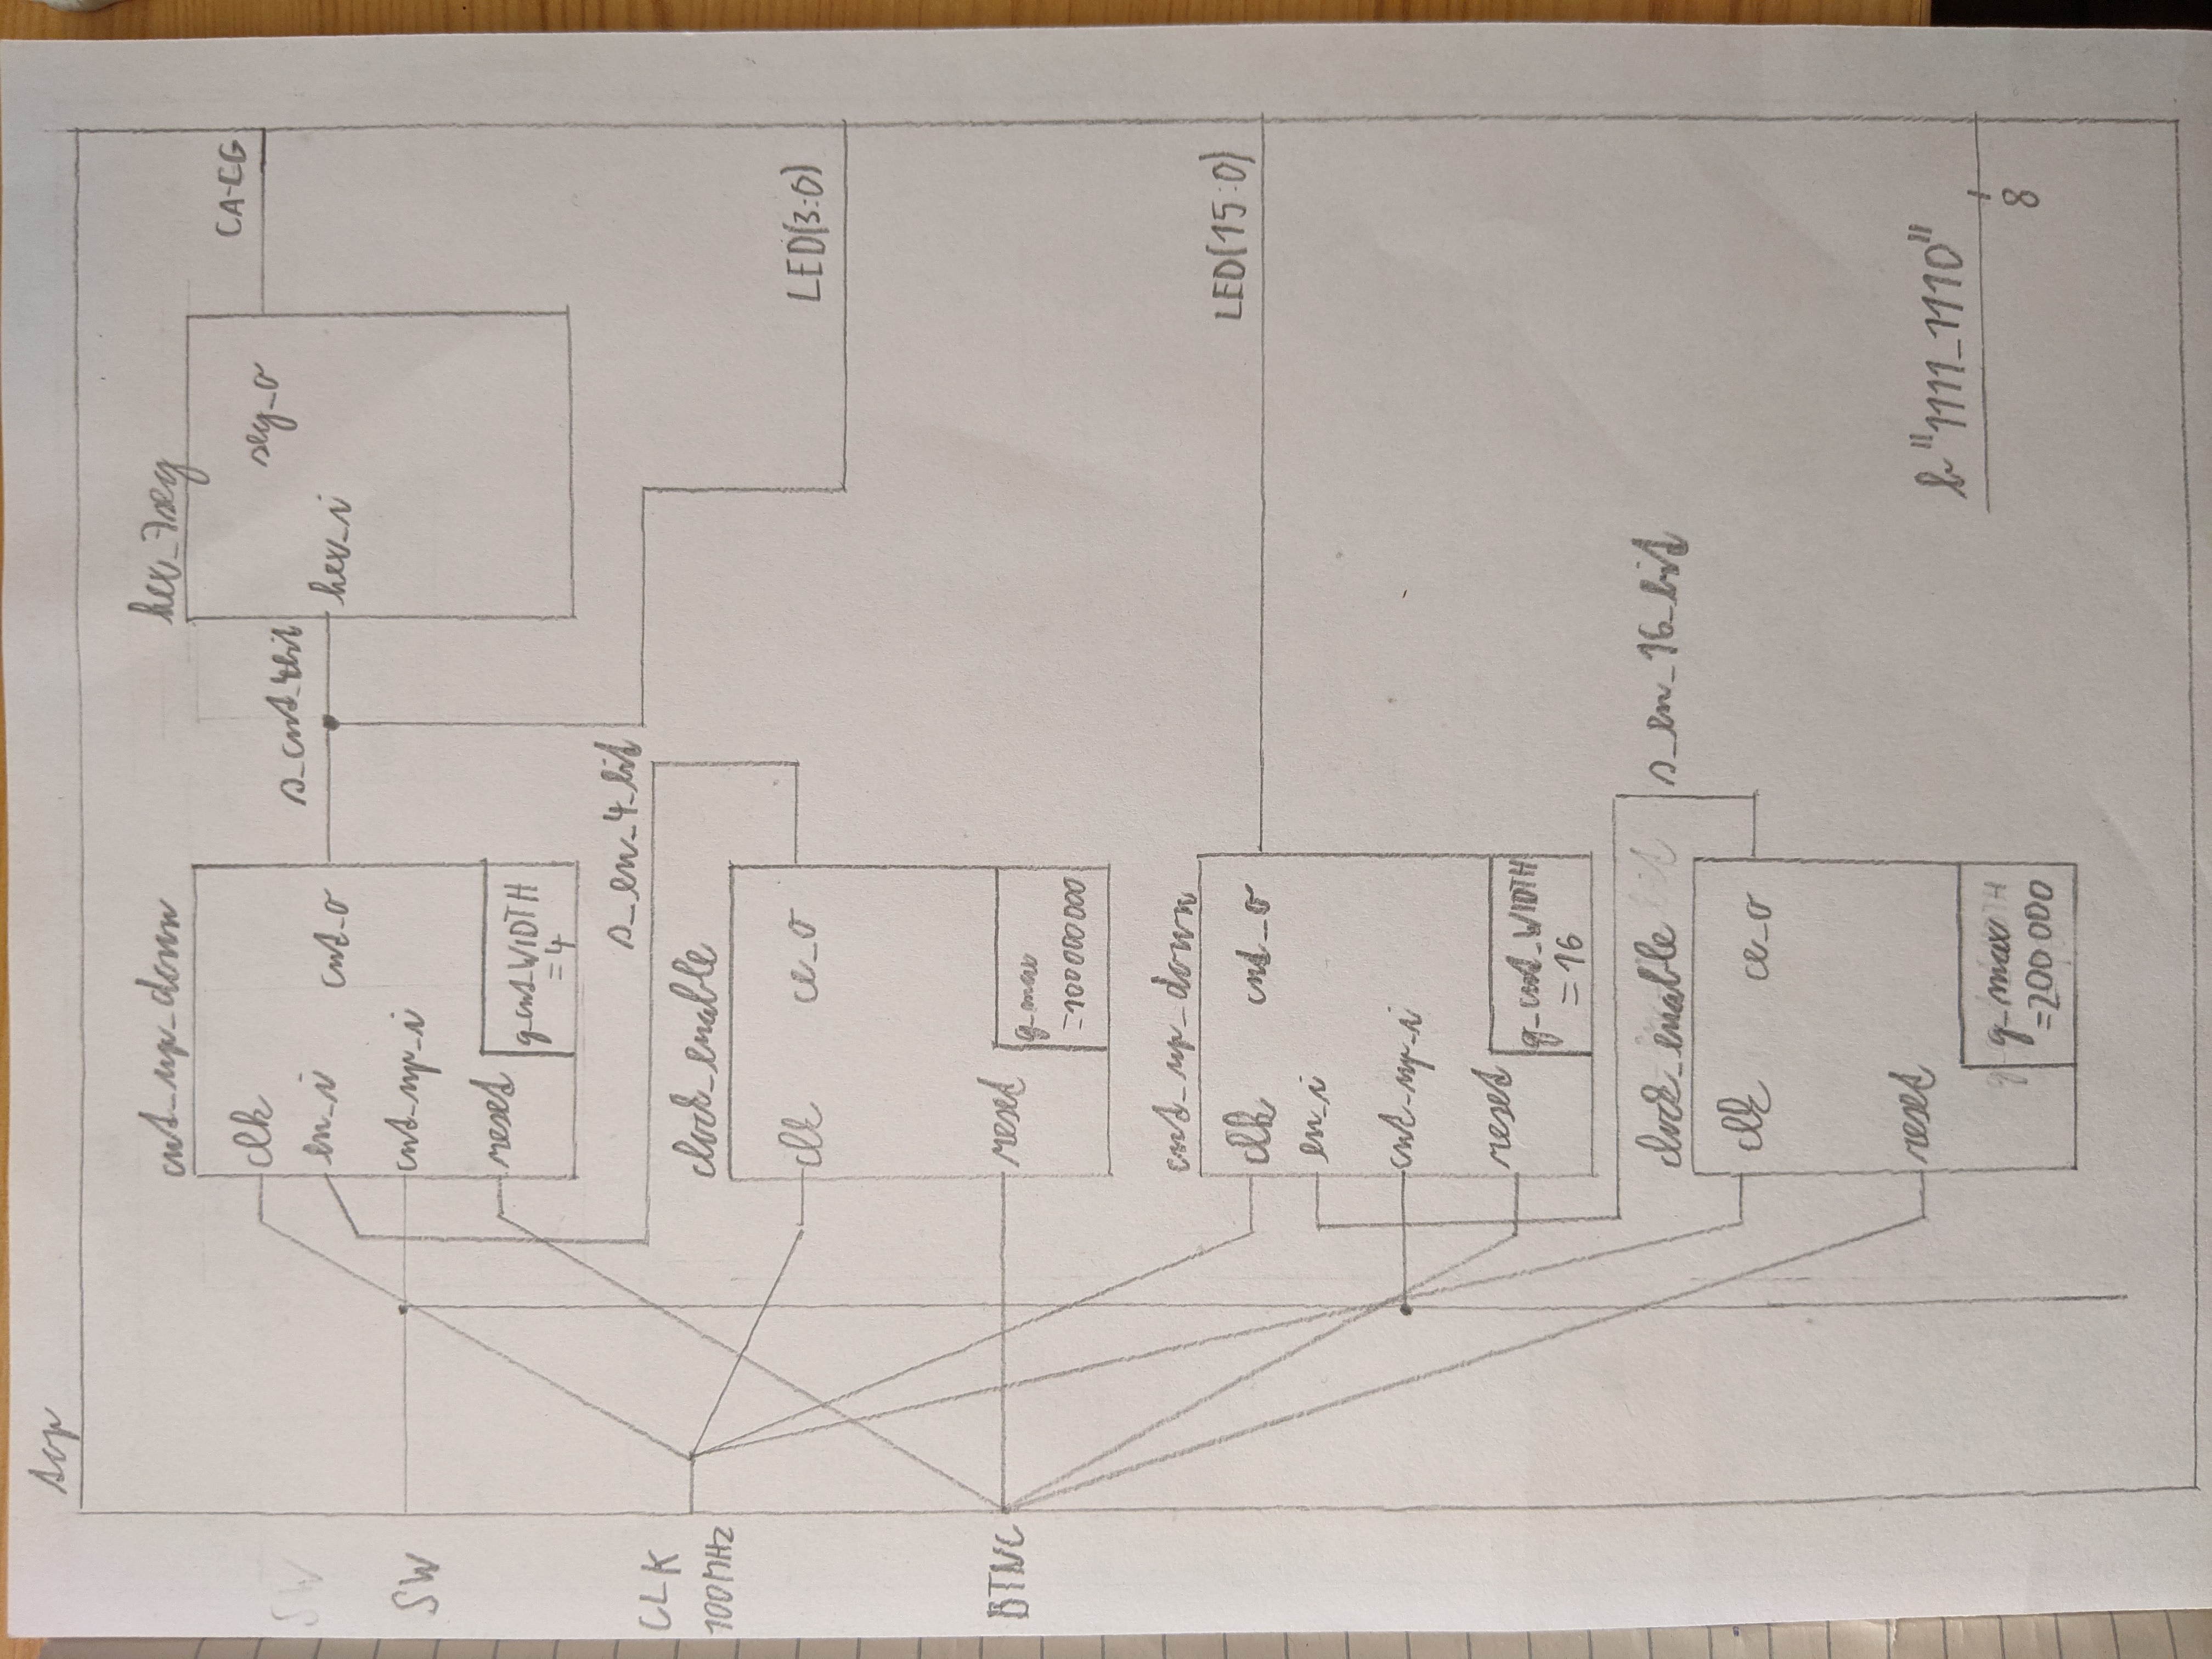 top
cnt_up_down
hex_7seg
clk
en_i
cnt_o
cnt_up_i
reset
g_cnt_WIDTH
=4
s_cnt_4bit
hex_i
seg_o
CA-CG
SW
SW
CLK
100MHz
BTNC
s_en_4_bit
clock_enable
clk
ce_o
reset
g_max
=100000000
LED(3:0)
cnt_up_down
clk
cnt_o
en_i
cnt_up_i
reset
g_cnt_WIDTH
=16
LED(15:0)
clock_enable
s_en_16_bit
clk
ce_o
reset
g_max
=200 000
b"1111_1110"
8